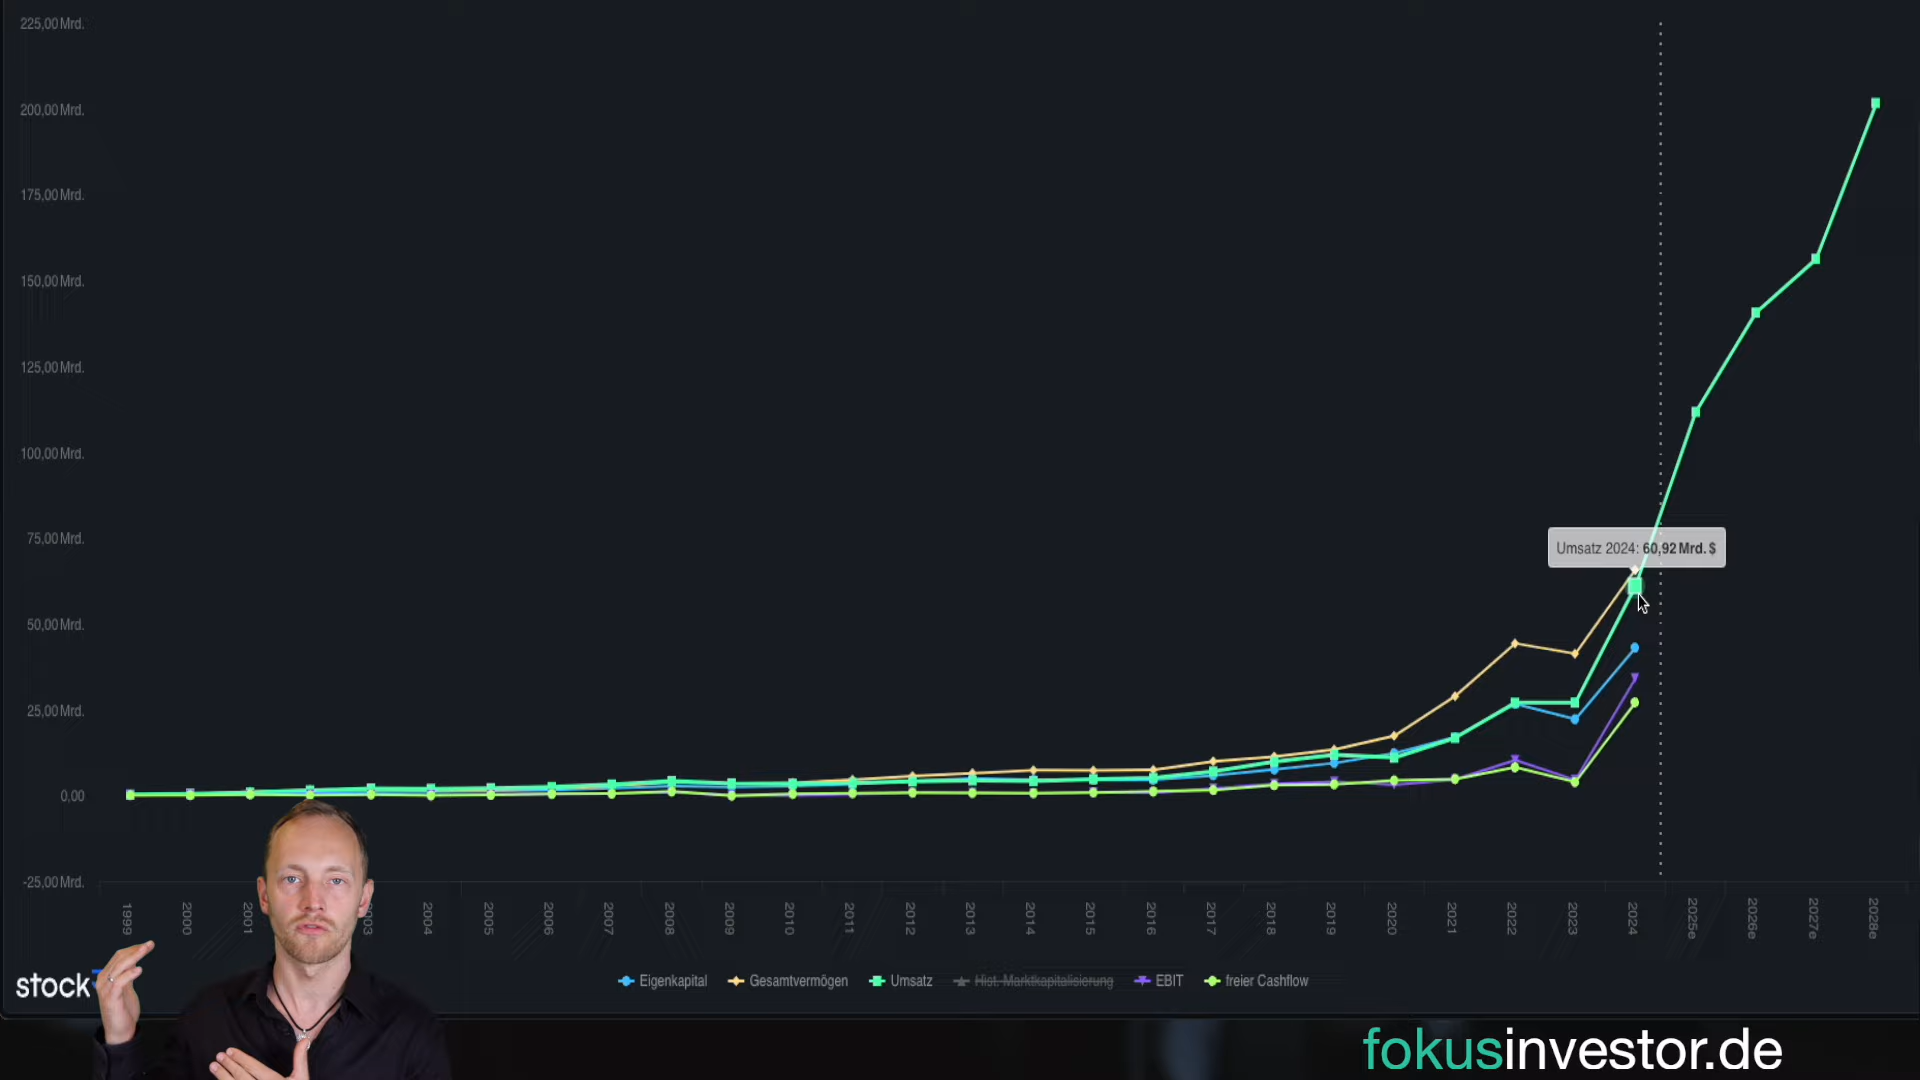 225,00 Mrd.
200,00 Mrd.
175,00 Mrd.
150,00 Mrd.
125,00 Mrd.
100,00 Mrd.
75,00 Mrd.
50,00 Mrd.
25,00 Mrd.
0,00
-25,00 Mrd.
Umsatz 2024: 60,92 Mrd. $
1999
2000
2001
2004
2005
2006
2007
2008
2009
2010
2011
2012
2013
2014
2015
2016
2017
2018
2019
2020
2021
2022
2023
2024
2025e
2026e
2027e
2028e
Eigenkapital
Gesamtvermögen
Umsatz
Hist. Marktkapitalisierung
EBIT
freier Cashflow
stock
fokusinvestor.de